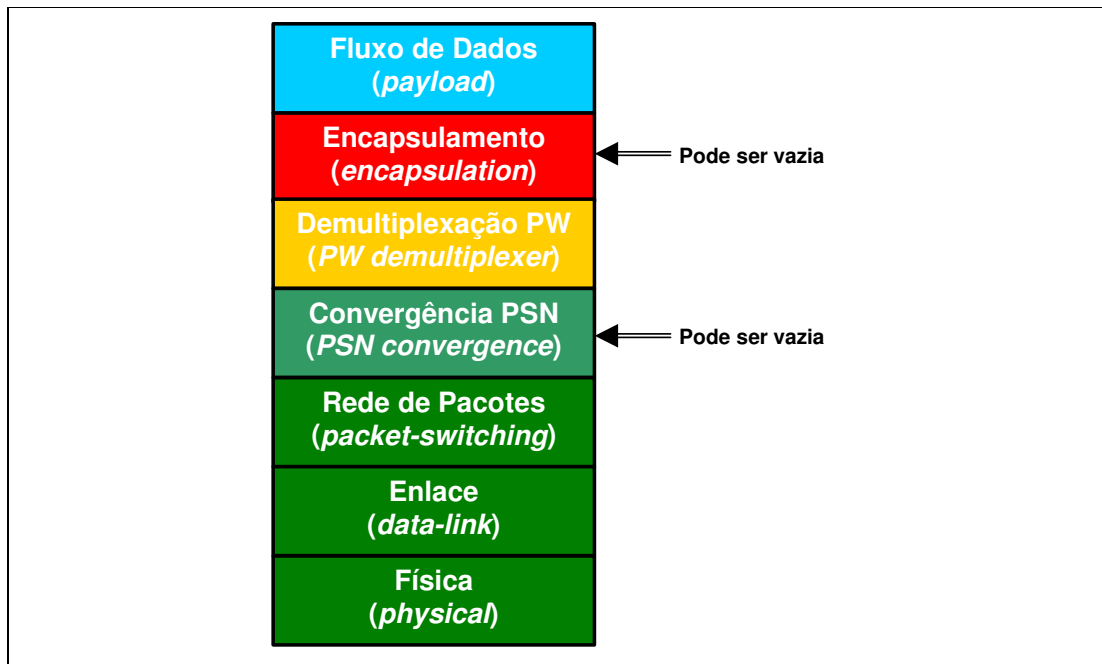 Fluxo de Dados
(payload)
Encapsulamento
(encapsulation)
Pode ser vazia
Demultiplexação PW
(PW demultiplexer)
Convergência PSN
(PSN convergence)
Pode ser vazia
Rede de Pacotes
(packet-switching)
Enlace
(data-link)
Física
(physical)